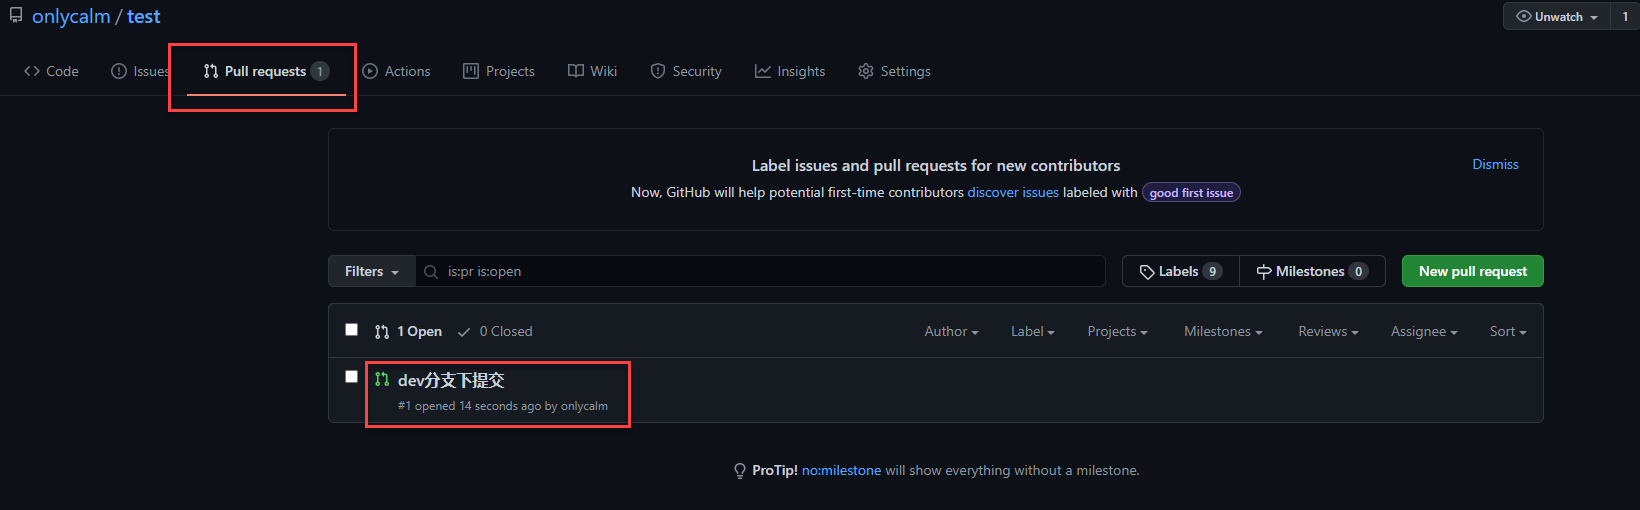 onlycalm / test
Unwatch 1
Code Issues Pull requests 1 Actions Projects Wiki Security Insights Settings
Label issues and pull requests for new contributors
Dismiss
Now, GitHub will help potential first-time contributors discover issues labeled with good first issue
Filters is:pr is:open Labels 9 Milestones 0 New pull request
1 Open 0 Closed Author Label Projects Milestones Reviews Assignee Sort
dev分支下提交
#1 opened 14 seconds ago by onlycalm
ProTip! no:milestone will show everything without a milestone.